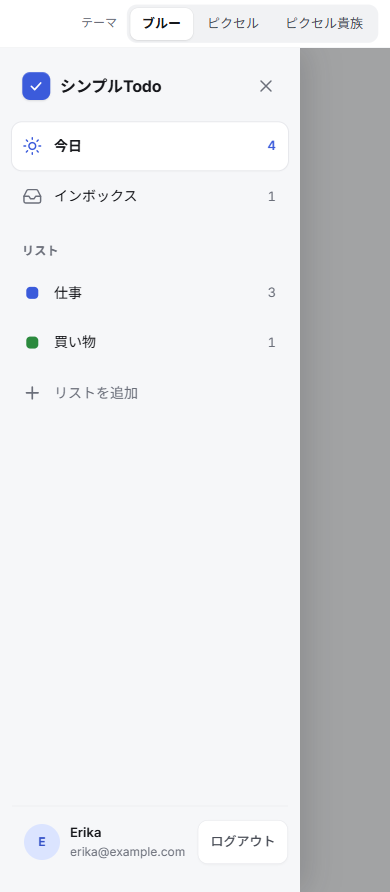 テーマ ブルー ピクセル ピクセル貴族
シンプルTodo
今日 4
インボックス 1
リスト
仕事 3
買い物 1
リストを追加
E Erika
erika@example.com
ログアウト